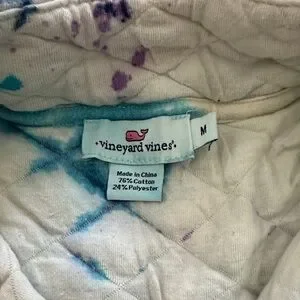 vineyard vines®
M
Made in China
76% Cotton
24% Polyester